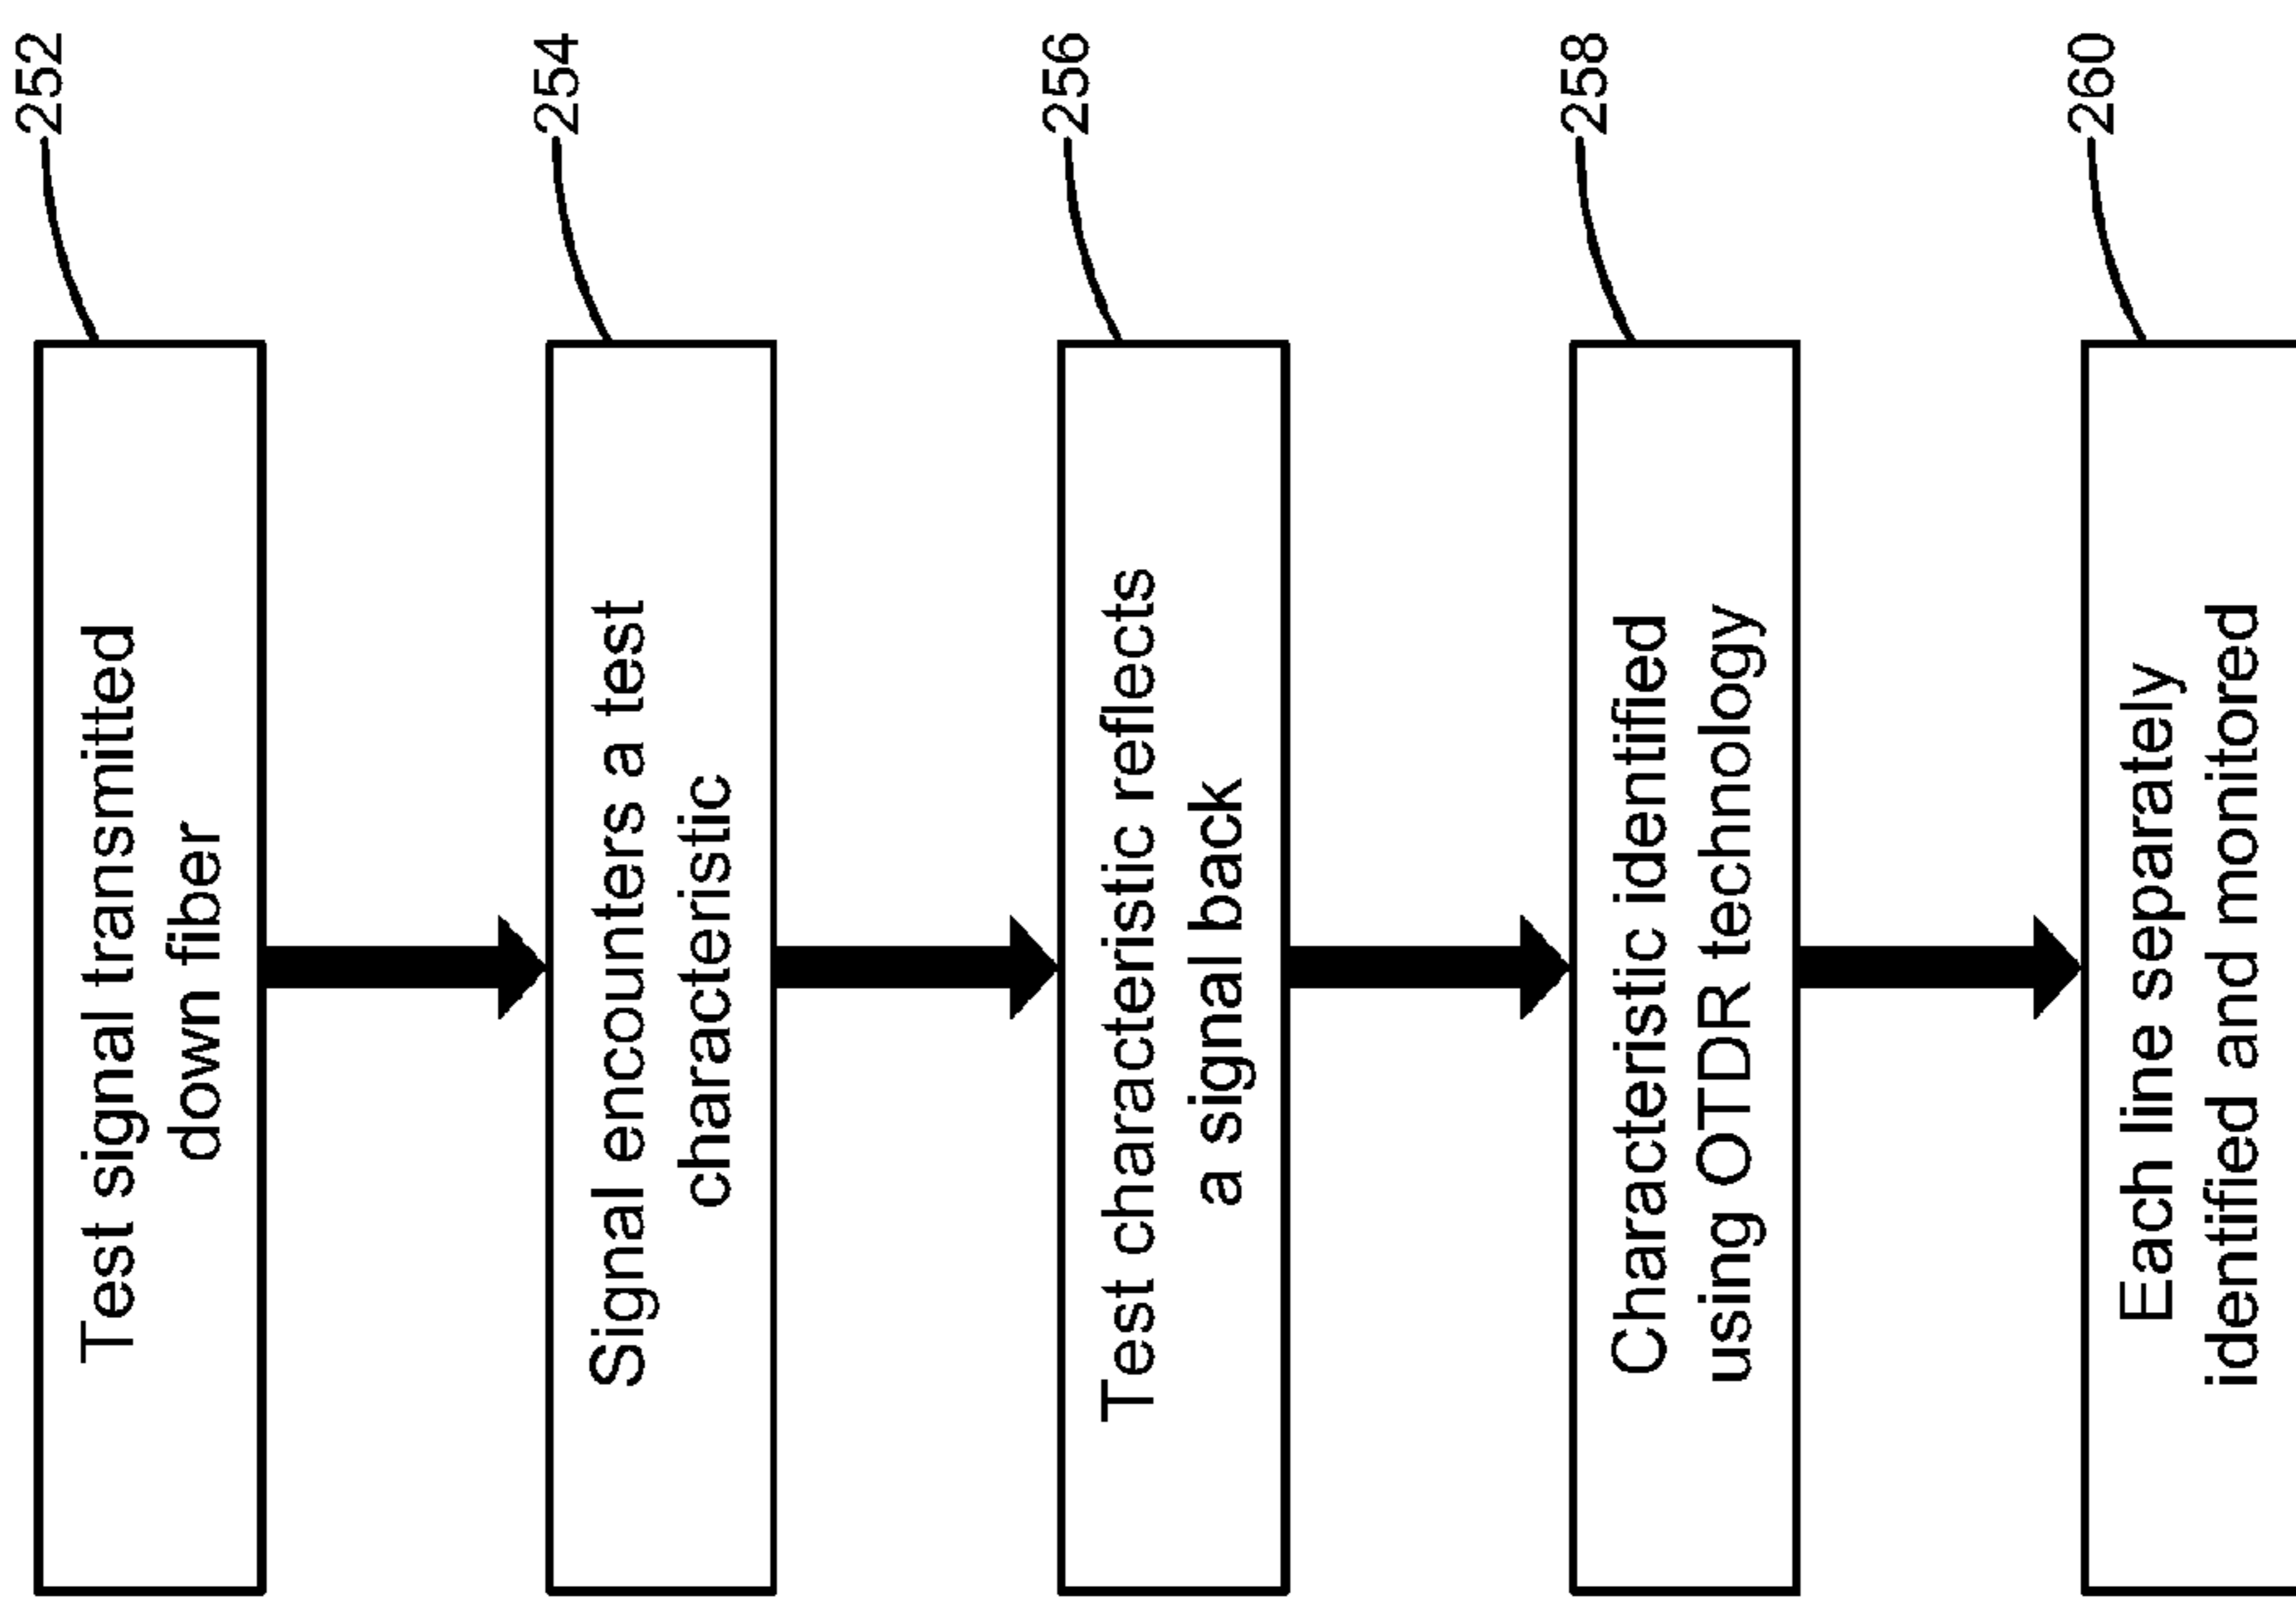 252
Test signal transmitted
down fiber
254
Signal encounters a test
characteristic
256
Test characteristic reflects
a signal back
258
Characteristic identified
using OTDR technology
260
Each line separately
identified and monitored